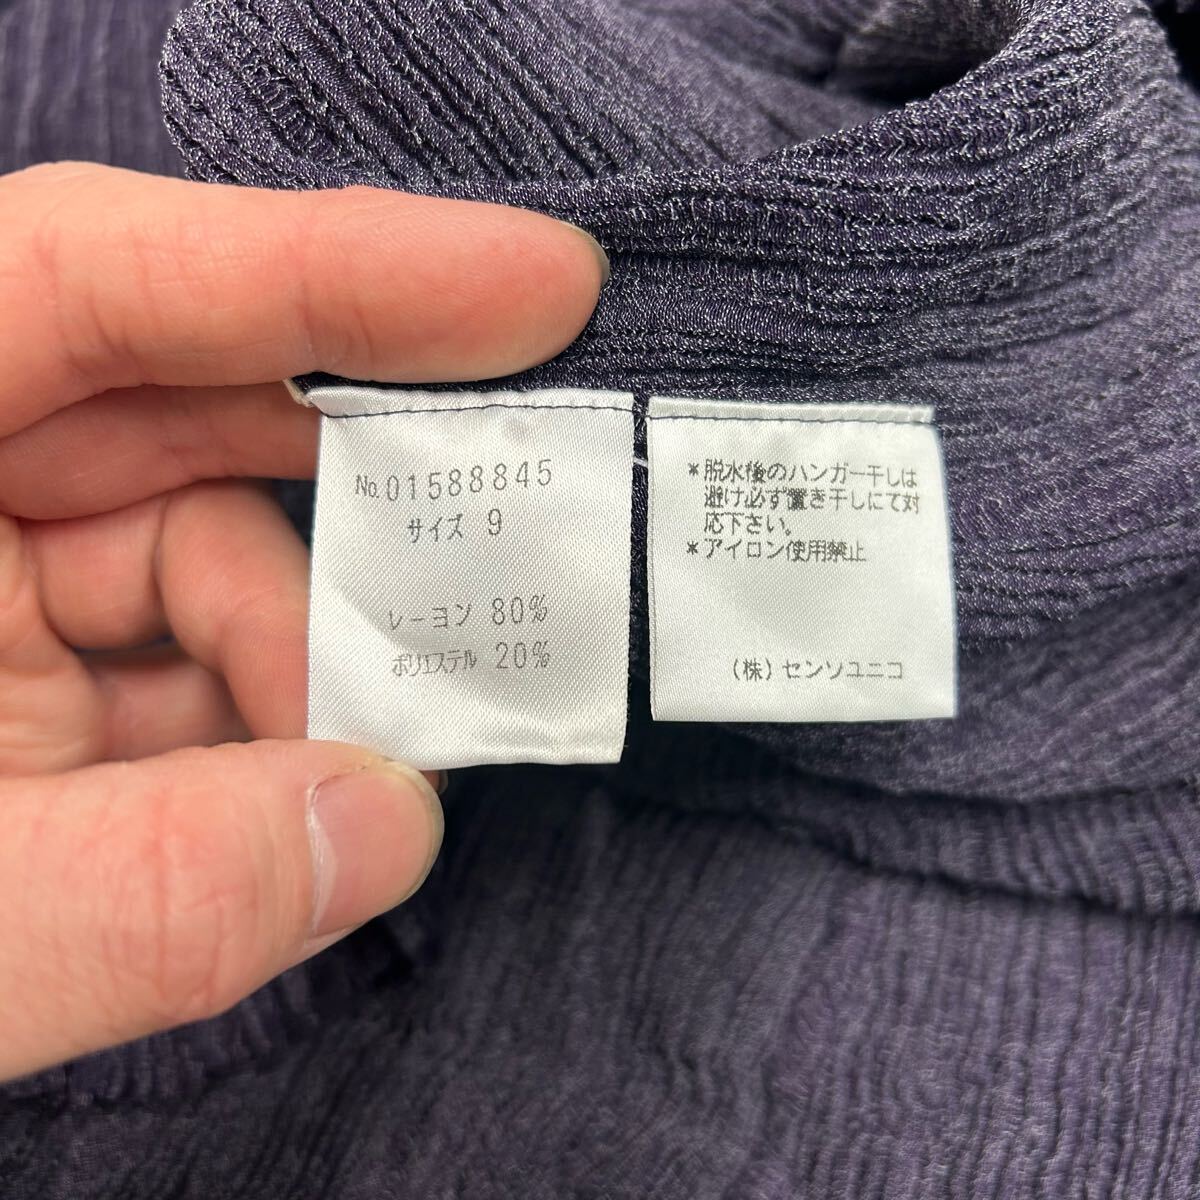 No.01588845
サイズ 9
レーヨン 80%
ポリエステル 20%
*脱水後のハンガー干しは
避け必ず置き干しにて対
応下さい。
*アイロン使用禁止
(株)センソユニコ